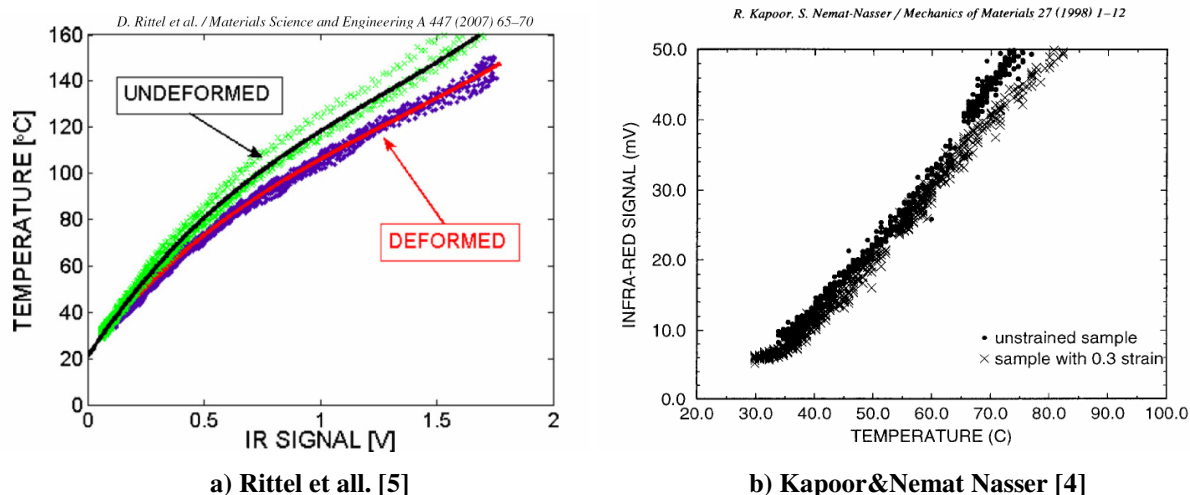 D. Rittel et al. / Materials Science and Engineering A 447 (2007) 65–70
160
140
120
100
80
60
40
20
0
TEMPERATURE [°C]
UNDEFORMED
DEFORMED
0
0.5
1
1.5
2
IR SIGNAL [V]
a) Rittel et all. [5]
R. Kapoor, S. Nemat-Nasser / Mechanics of Materials 27 (1998) 1–12
50.0
40.0
30.0
20.0
10.0
0.0
INFRA-RED SIGNAL (mV)
unstrained sample
sample with 0.3 strain
20.0
30.0
40.0
50.0
60.0
70.0
80.0
90.0
100.0
TEMPERATURE (C)
b) Kapoor&Nemat Nasser [4]